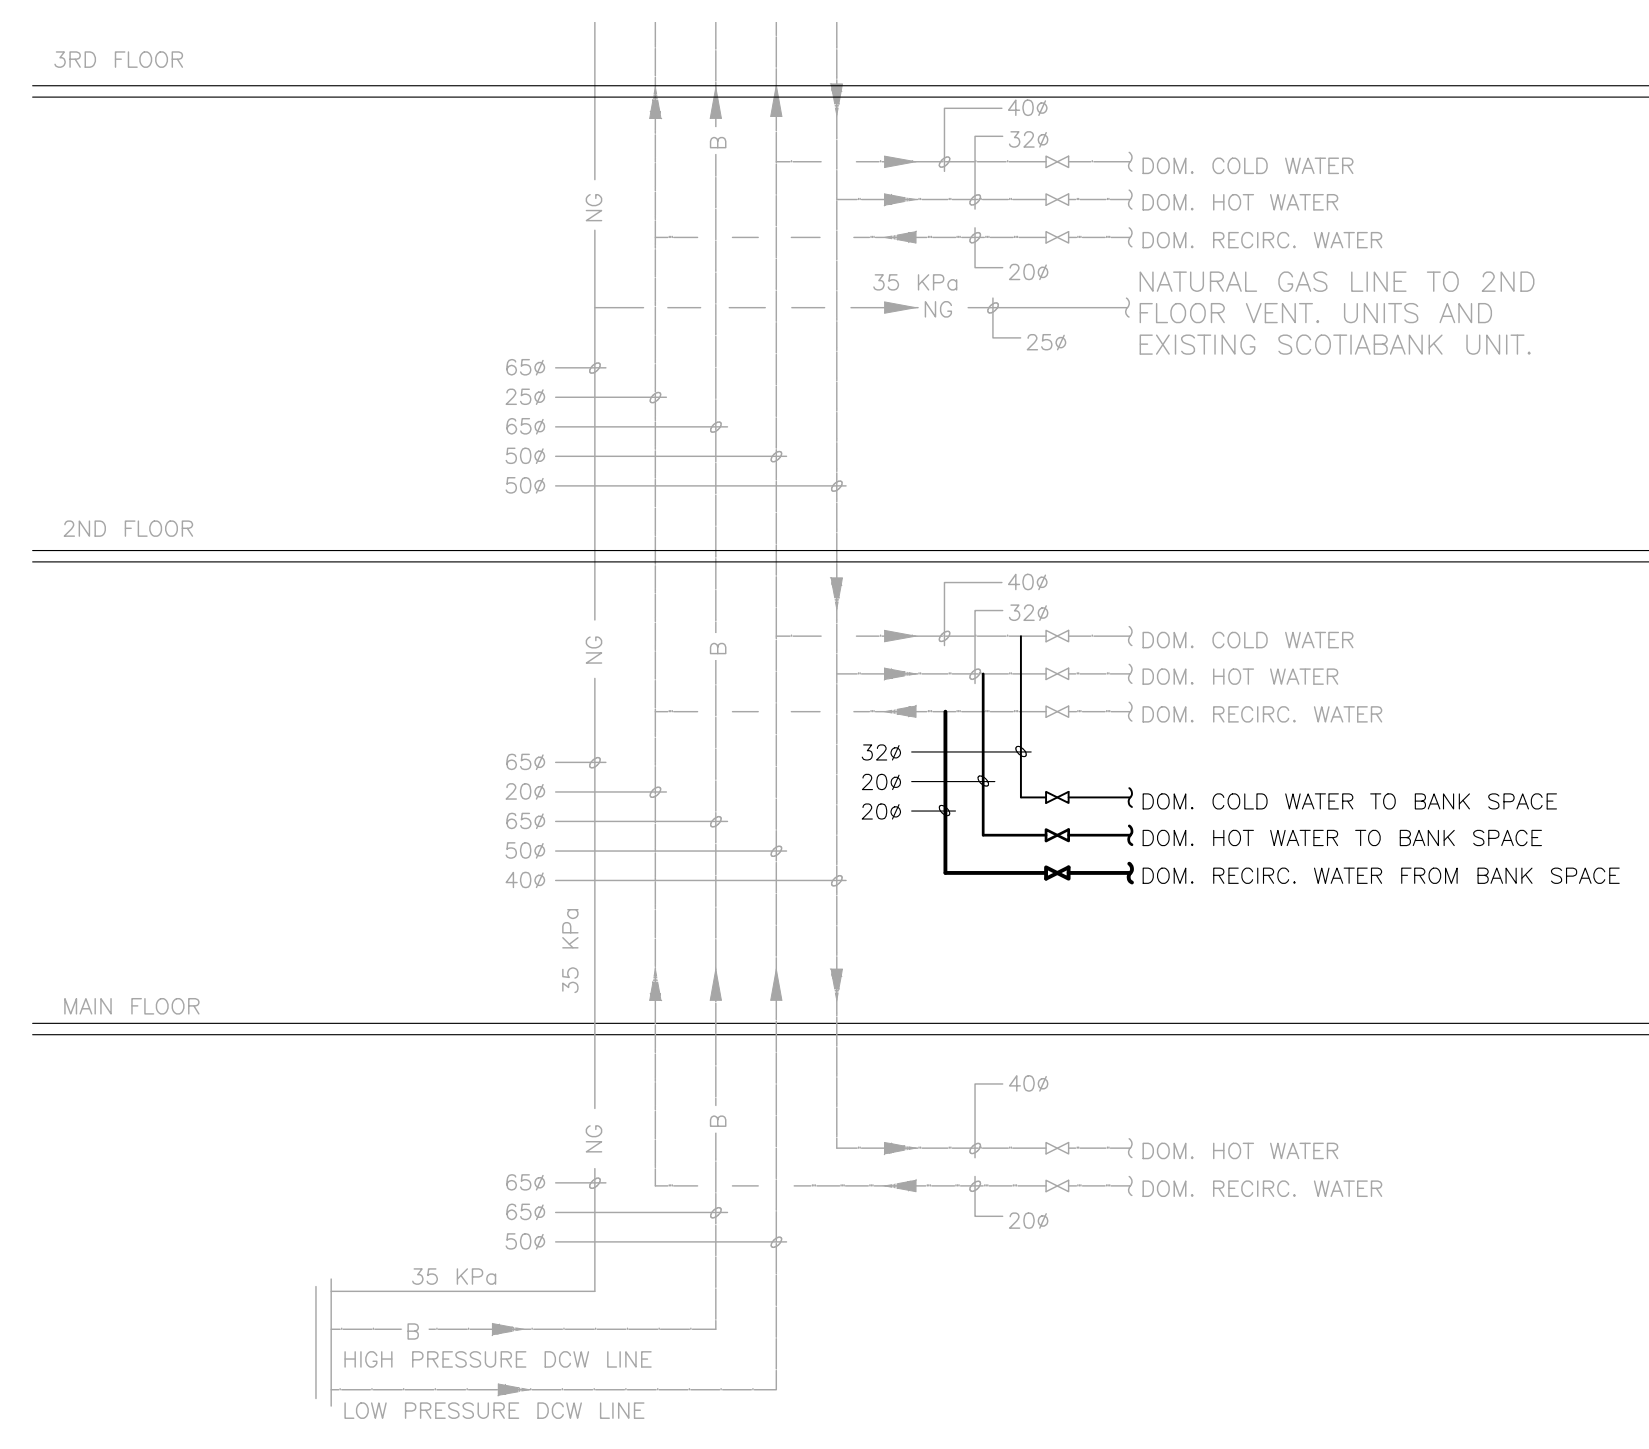 3RD FLOOR
40ø
32ø
B
DOM. COLD WATER
NG
DOM. HOT WATER
DOM. RECIRC. WATER
20ø
35 KPa
NG
NATURAL GAS LINE TO 2ND
FLOOR VENT. UNITS AND
EXISTING SCOTIABANK UNIT.
25ø
65ø
25ø
65ø
50ø
50ø
2ND FLOOR
40ø
32ø
NG
B
DOM. COLD WATER
DOM. HOT WATER
DOM. RECIRC. WATER
65ø
20ø
65ø
50ø
40ø
32ø
20ø
20ø
DOM. COLD WATER TO BANK SPACE
DOM. HOT WATER TO BANK SPACE
DOM. RECIRC. WATER FROM BANK SPACE
35 KPa
MAIN FLOOR
40ø
NG
B
DOM. HOT WATER
DOM. RECIRC. WATER
20ø
65ø
65ø
50ø
35 KPa
B
HIGH PRESSURE DCW LINE
LOW PRESSURE DCW LINE